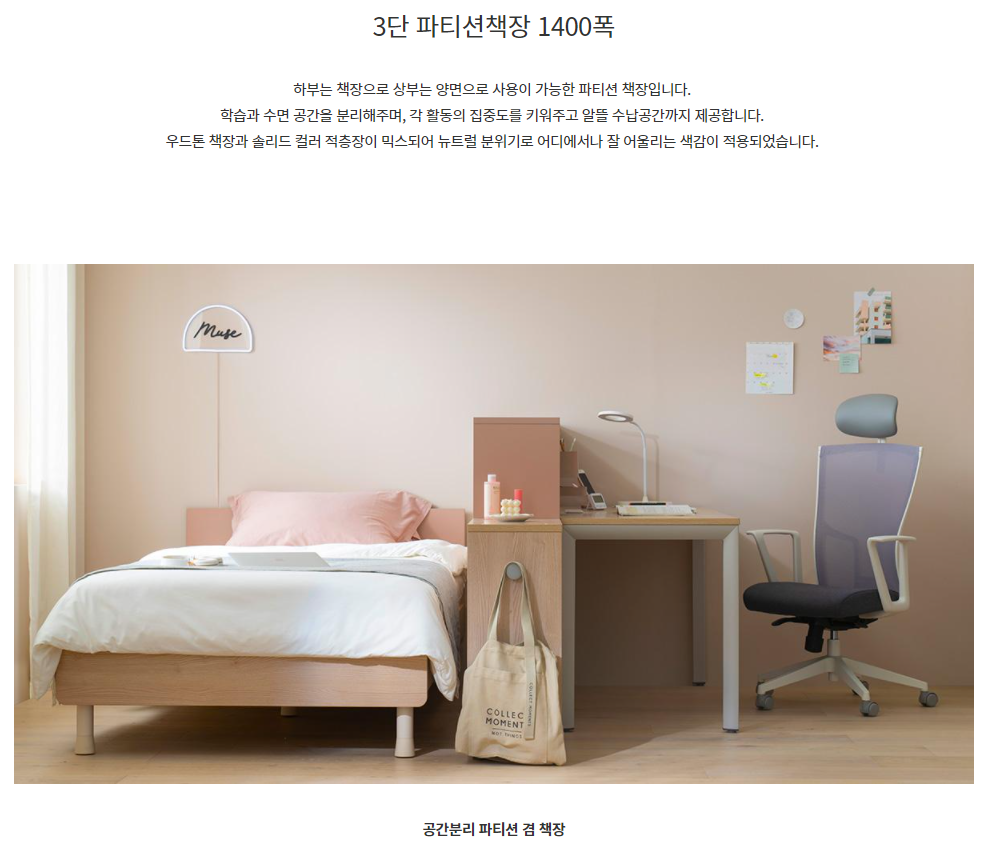 3단 파티션책장 1400폭
하부는 책장으로 상부는 양면으로 사용이 가능한 파티션 책장입니다.
학습과 수면 공간을 분리해주며, 각 활동의 집중도를 키워주고 알뜰 수납공간까지 제공합니다.
우드톤 책장과 솔리드 컬러 적층장이 믹스되어 뉴트럴 분위기로 어디에서나 잘 어울리는 색감이 적용되었습니다.
Muse
COLLEC
MOMENT
NOT THINGS
공간분리 파티션 겸 책장